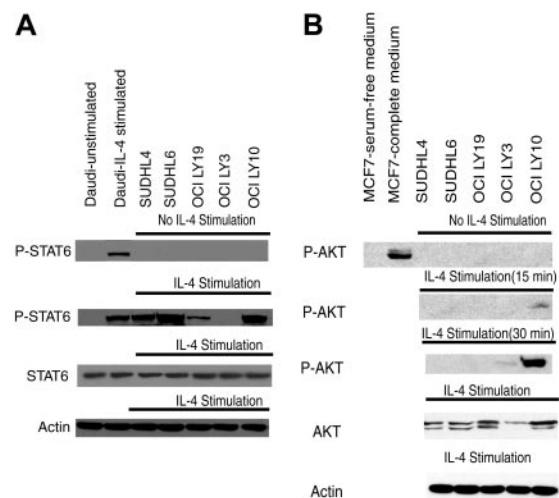 A
Daudi-unstimulated
Daudi-IL-4 stimulated
SUDHL4
SUDHL6
OCI LY19
OCI LY3
OCI LY10
No IL-4 Stimulation
P-STAT6
IL-4 Stimulation
P-STAT6
IL-4 Stimulation
STAT6
IL-4 Stimulation
Actin
B
MCF7-serum-free medium
MCF7-complete medium
SUDHL4
SUDHL6
OCI LY19
OCI LY3
OCI LY10
No IL-4 Stimulation
P-AKT
IL-4 Stimulation(15 min)
P-AKT
IL-4 Stimulation(30 min)
P-AKT
IL-4 Stimulation
AKT
IL-4 Stimulation
Actin